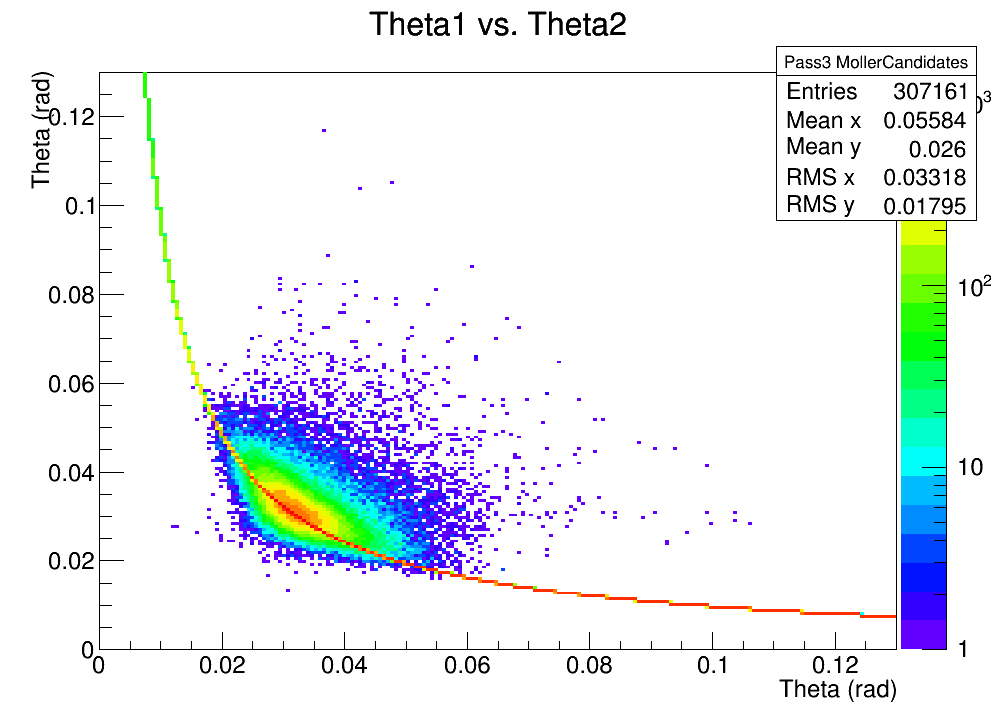 Theta1 vs. Theta2
Pass3 MollerCandidates
Entries 307161
Mean x 0.05584
Mean y 0.026
RMS x 0.03318
RMS y 0.01795
Theta (rad)
0.12
0.1
0.08
0.06
0.04
0.02
0
0 0.02 0.04 0.06 0.08 0.1 0.12
Theta (rad)
10²
10
1